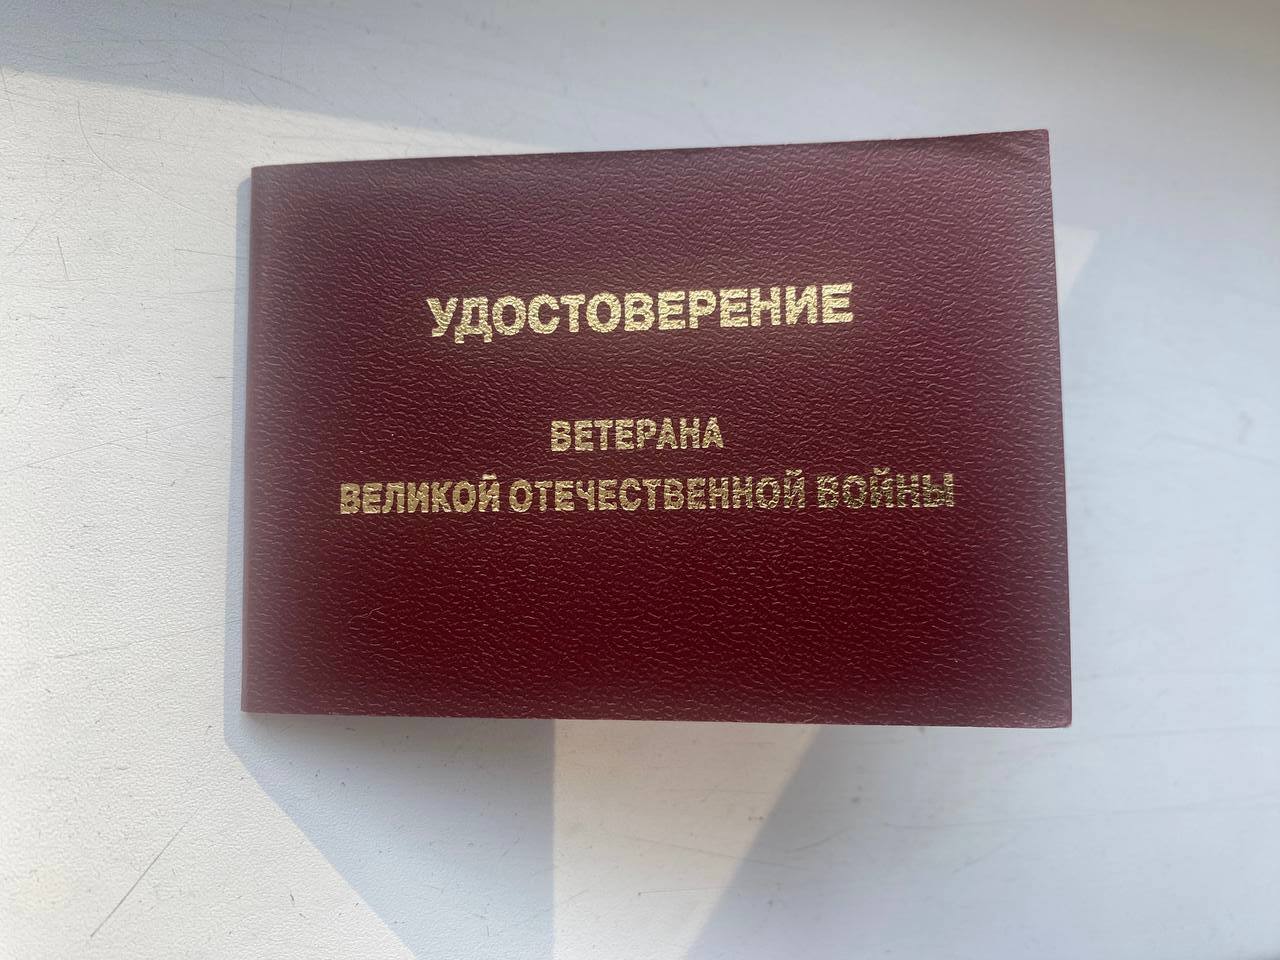 УДОСТОВЕРЕНИЕ
ВЕТЕРАНА
ВЕЛИКОЙ ОТЕЧЕСТВЕННОЙ ВОЙНЫ